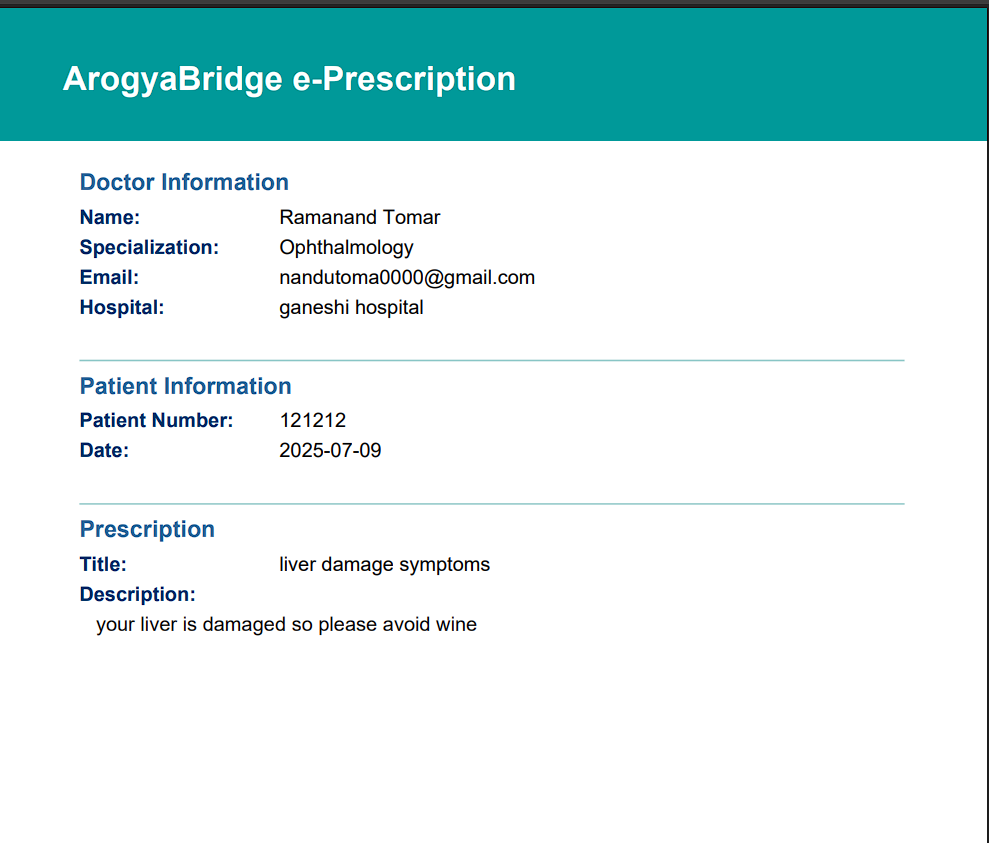 ArogyaBridge e-Prescription
Doctor Information
Name: Ramanand Tomar
Specialization: Ophthalmology
Email: nandutoma0000@gmail.com
Hospital: ganeshi hospital
Patient Information
Patient Number: 121212
Date: 2025-07-09
Prescription
Title: liver damage symptoms
Description:
your liver is damaged so please avoid wine